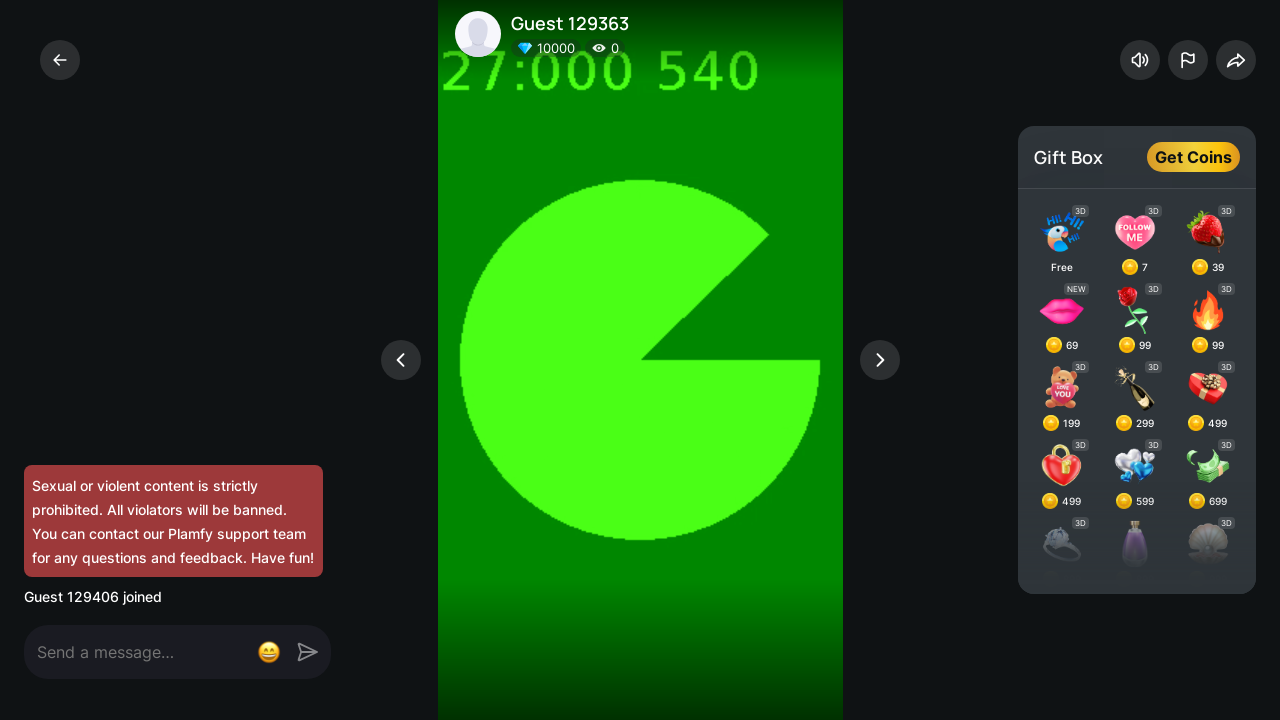 Guest 129363
10000 0
27:000 540
Gift Box
Get Coins
3D 3D 3D
Hi! Hi! Hi! Hi!
FOLLOW
ME
Free 7 39
NEW 3D 3D
69 99 99
3D 3D 3D
LOVE
YOU
199 299 499
3D 3D 3D
499 599 699
3D 3D
Sexual or violent content is strictly
prohibited. All violators will be banned.
You can contact our Plamfy support team
for any questions and feedback. Have fun!
Guest 129406 joined
Send a message...